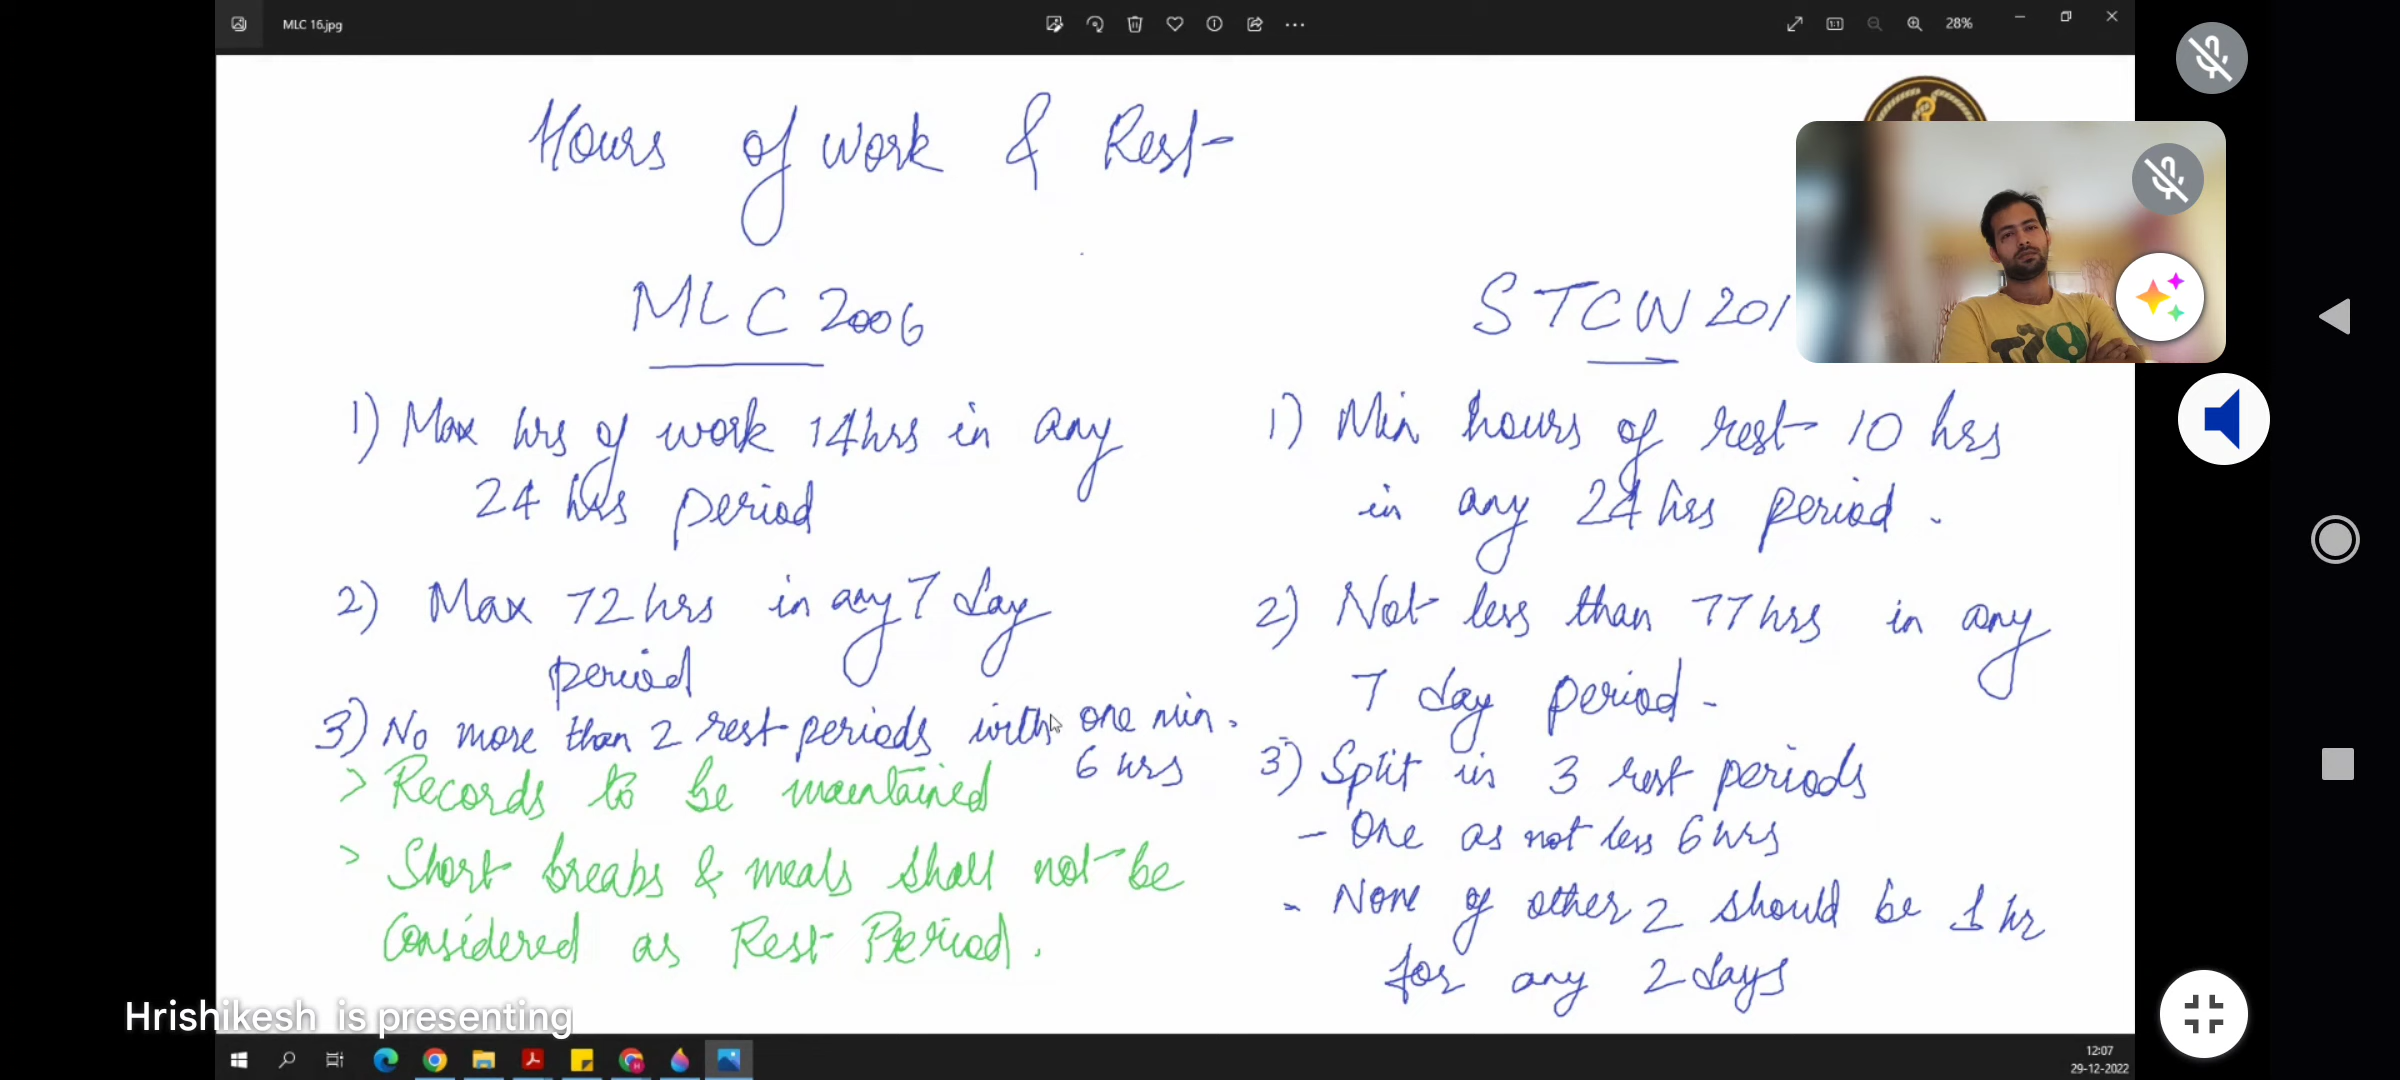 MLC 16.jpg
28%
Hours of work & Rest
MLC 2006
1) Max hrs of work 14hrs in any
24 hrs period
2) Max 72 hrs in any 7 day
period
3) No more than 2 rest periods with one min.
6 hrs
> Records to be maintained
> Short breaks & meals shall not be
Considered as Rest Period.
STCW 201
1) Min hours of rest 10 hrs
in any 24 hrs period.
2) Not less than 77 hrs in any
7 day period-
3) Split in 3 rest periods
- One as not less 6 hrs
- None of other 2 should be 1 hr
for any 2 days
Hrishikesh is presenting
12:07
29-12-2022